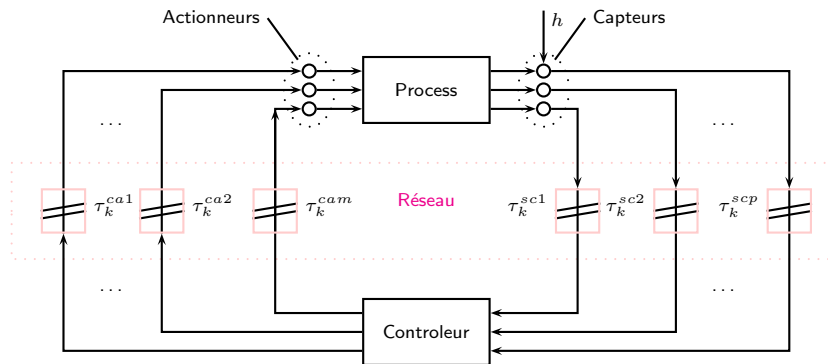 Actionneurs
h
Capteurs
Process
...
...
τ_k^{ca1}
τ_k^{ca2}
τ_k^{cam}
Réseau
τ_k^{sc1}
τ_k^{sc2}
τ_k^{scp}
...
...
Controleur